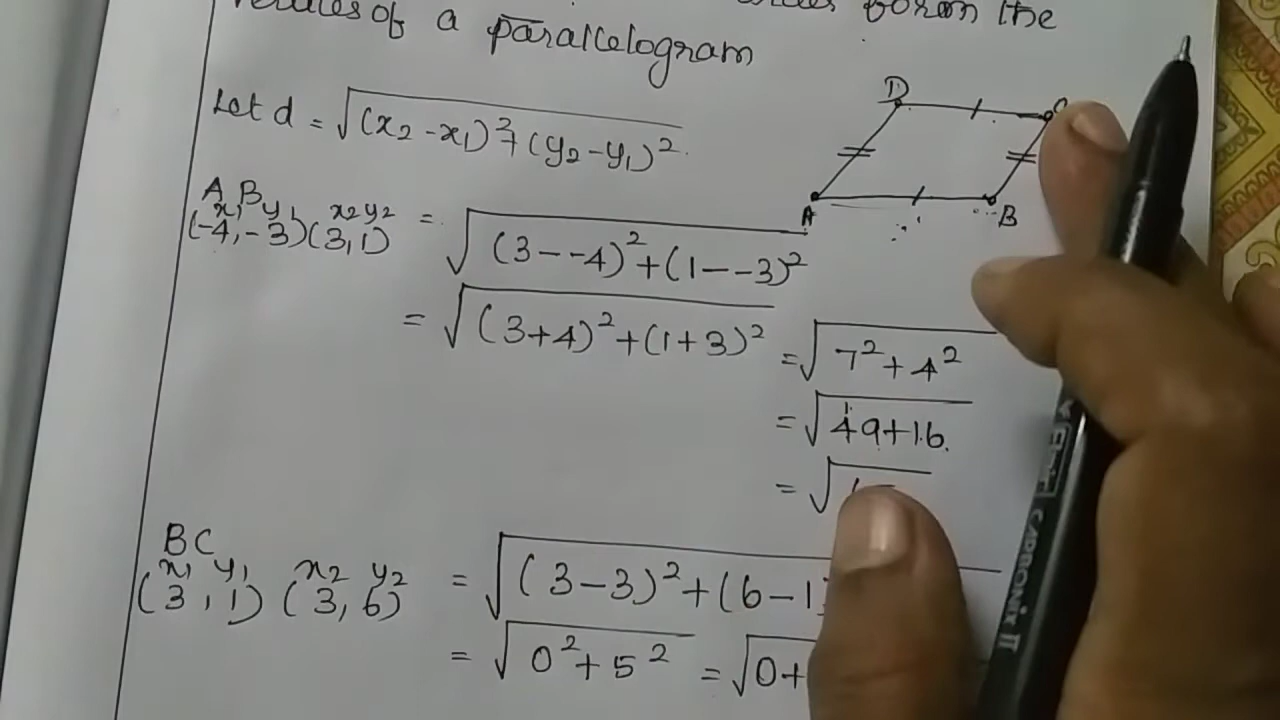 of a parallelogram
form the
Let d = √(x₂ - x₁)² + (y₂ - y₁)²
D
A
B
A B
x₁ y₁ x₂ y₂
(-4, -3) (3, 1) = √(3 - -4)² + (1 - -3)²
= √(3+4)² + (1+3)² = √7² + 4²
= √49+16
= √
BC
x₁ y₁ x₂ y₂
(3, 1) (3, 6) = √(3-3)² + (6-1
= √0² + 5² = √0+
CARBONIX II